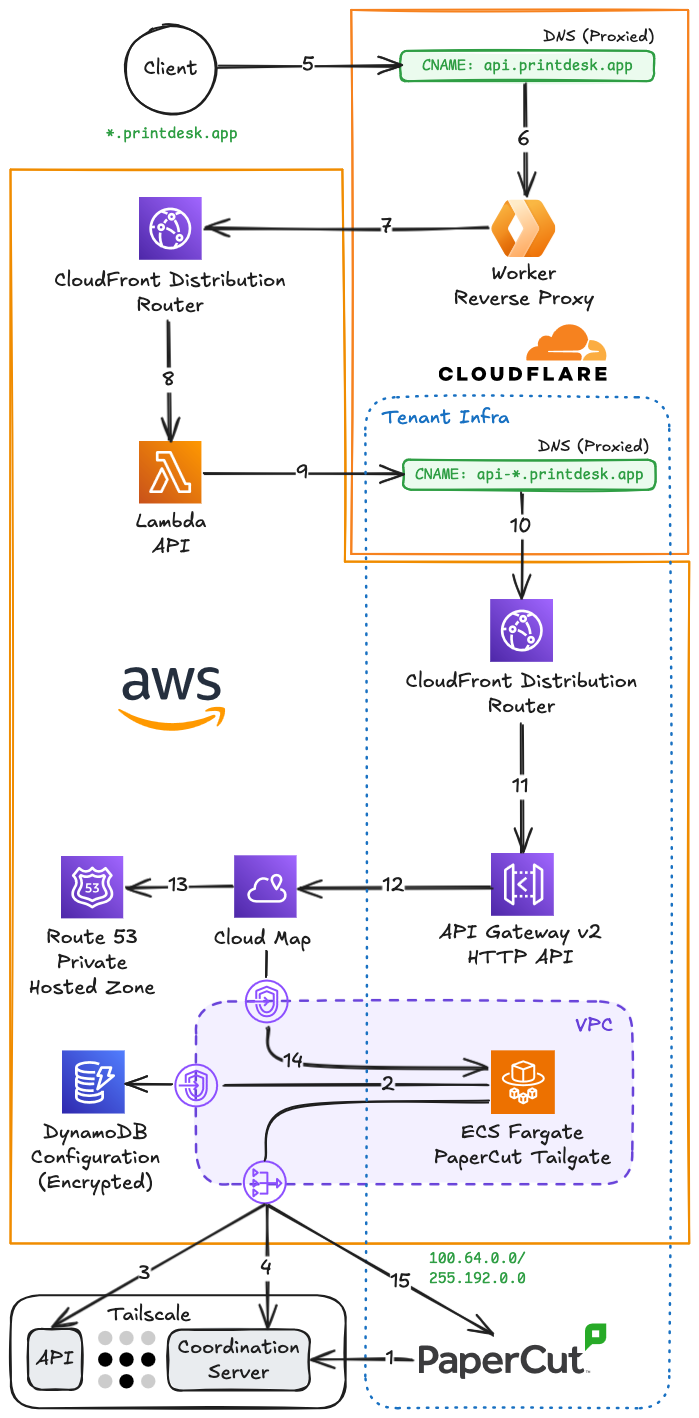 DNS (Proxied)
Client
5
CNAME: api.printdesk.app
*.printdesk.app
6
7
CloudFront Distribution
Router
Worker
Reverse Proxy
CLOUDFLARE
8
Tenant Infra
DNS (Proxied)
9
CNAME: api-*.printdesk.app
Lambda
API
10
aws
CloudFront Distribution
Router
11
53
13
12
Route 53
Private
Hosted Zone
Cloud Map
API Gateway v2
HTTP API
VPC
14
2
DynamoDB
Configuration
(Encrypted)
ECS Fargate
PaperCut Tailgate
3
4
15
100.64.0.0/
255.192.0.0
Tailscale
API
Coordination
Server
1
PaperCut™